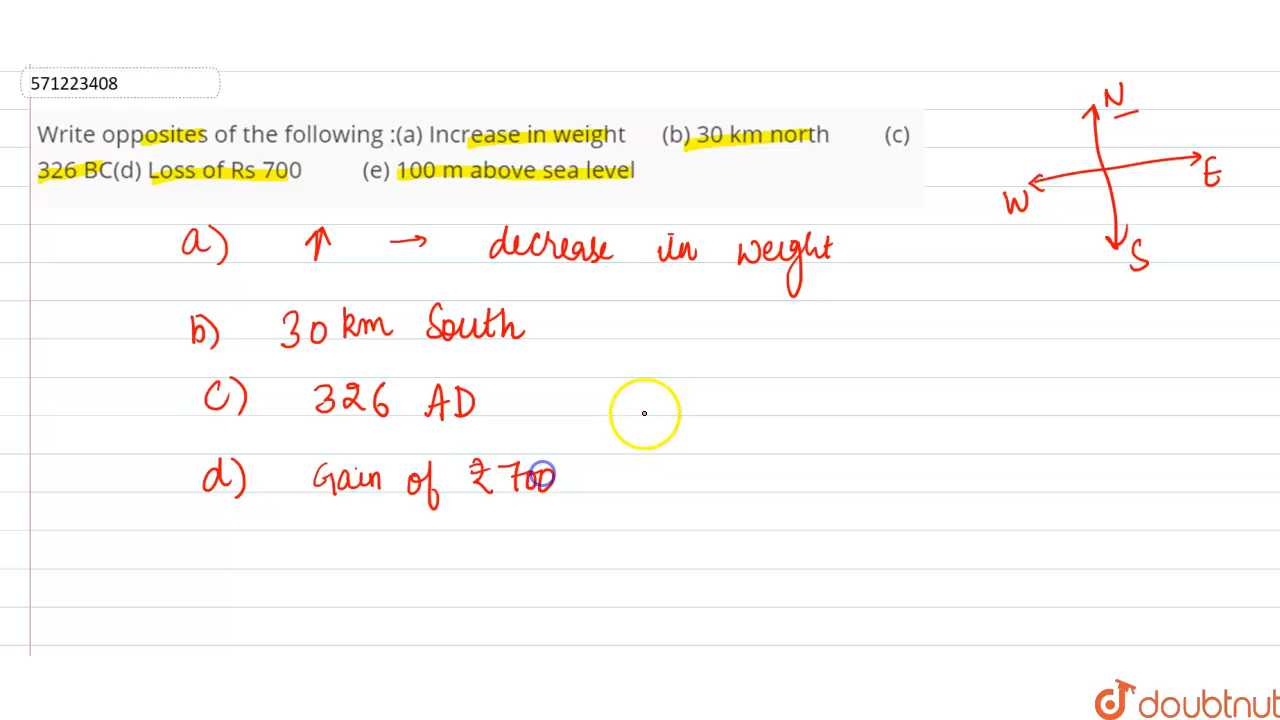 571223408
Write opposites of the following :(a) Increase in weight (b) 30 km north (c)
326 BC(d) Loss of Rs 700 (e) 100 m above sea level
N
W E
S
a) ↑ → decrease in weight
b) 30 km South
c) 326 AD
d) Gain of ₹700
doubtnut